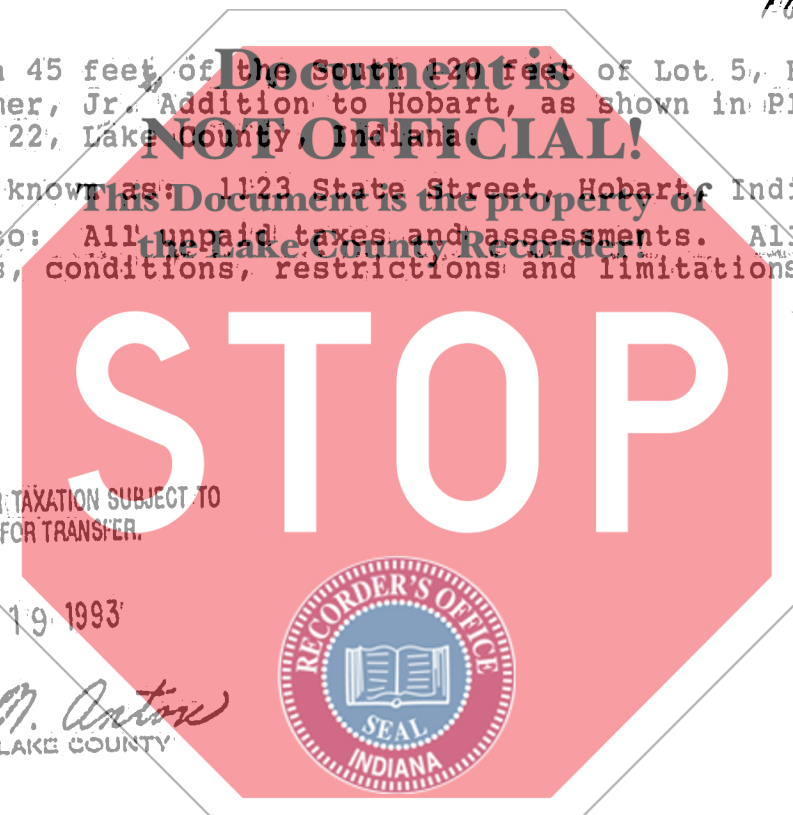 45 feet of the South 120 feet of Lot 5,
Jr. Addition to Hobart, as shown in
22, Lake County, Indiana.
known as: 1123 State Street, Hobart,
All unpaid taxes and assessments.
conditions, restrictions and limitations
Document is
NOT OFFICIAL!
This Document is the property of
the Lake County Recorder!
STOP
TAXATION SUBJECT TO
FOR TRANSFER.
19 1993
M. Anton
LAKE COUNTY
RECORDER'S OFFICE
SEAL
INDIANA